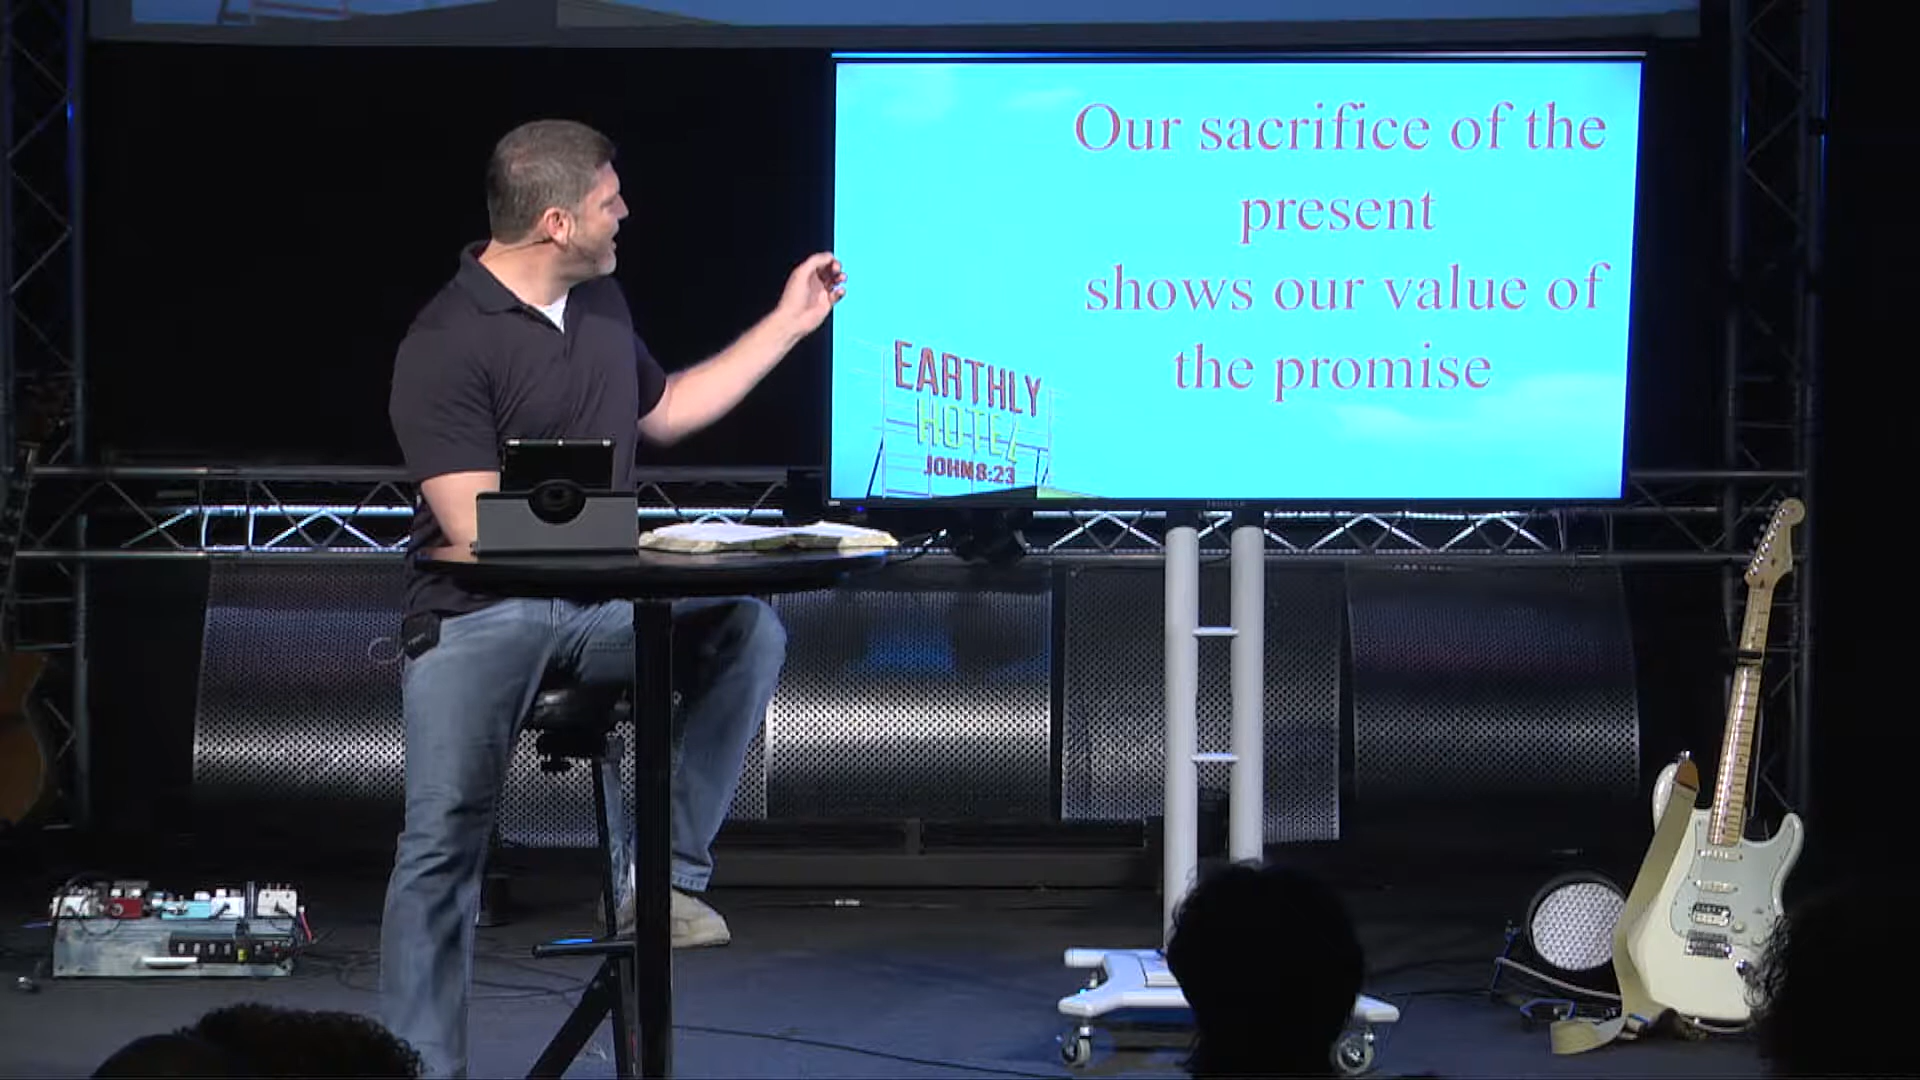 Our sacrifice of the
present
shows our value of
the promise
EARTHLY
HOTEL
JOHN 8:23